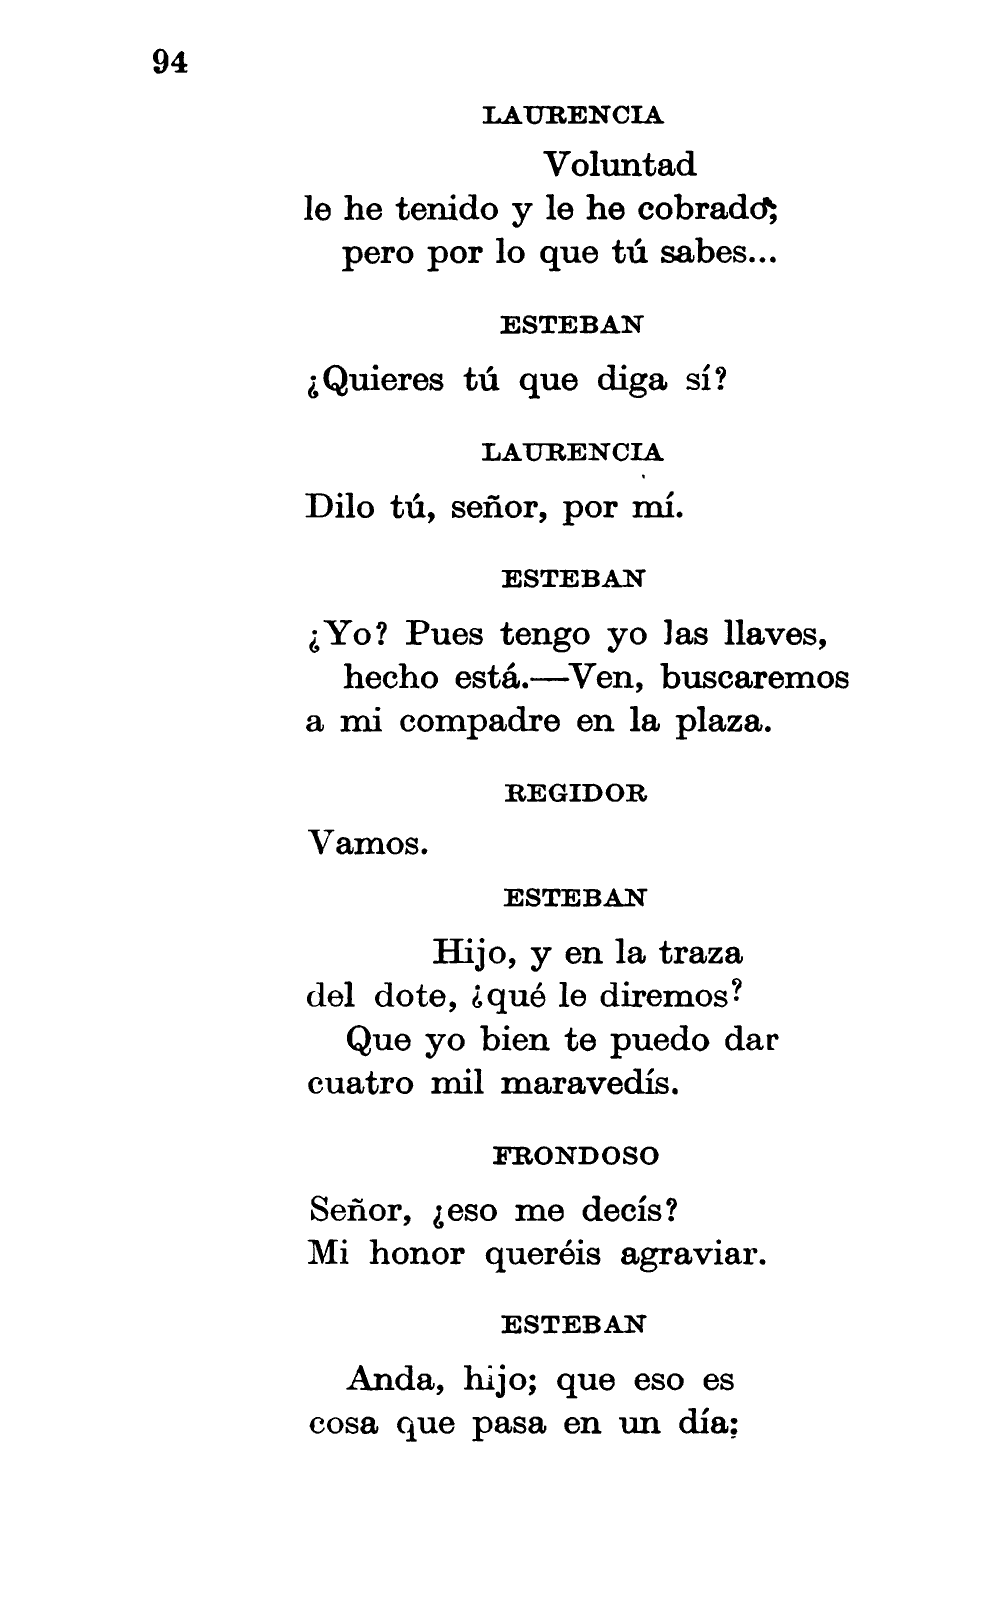 94
LAURENCIA
Voluntad
le he tenido y le he cobrado;
pero por lo que tú sabes...
ESTEBAN
¿Quieres tú que diga sí?
LAURENCIA
Dilo tú, señor, por mí.
ESTEBAN
¿Yo? Pues tengo yo las llaves,
hecho está.—Ven, buscaremos
a mi compadre en la plaza.
REGIDOR
Vamos.
ESTEBAN
Hijo, y en la traza
del dote, ¿qué le diremos?
Que yo bien te puedo dar
cuatro mil maravedís.
FRONDOSO
Señor, ¿eso me decís?
Mi honor queréis agraviar.
ESTEBAN
Anda, hijo; que eso es
cosa que pasa en un día;